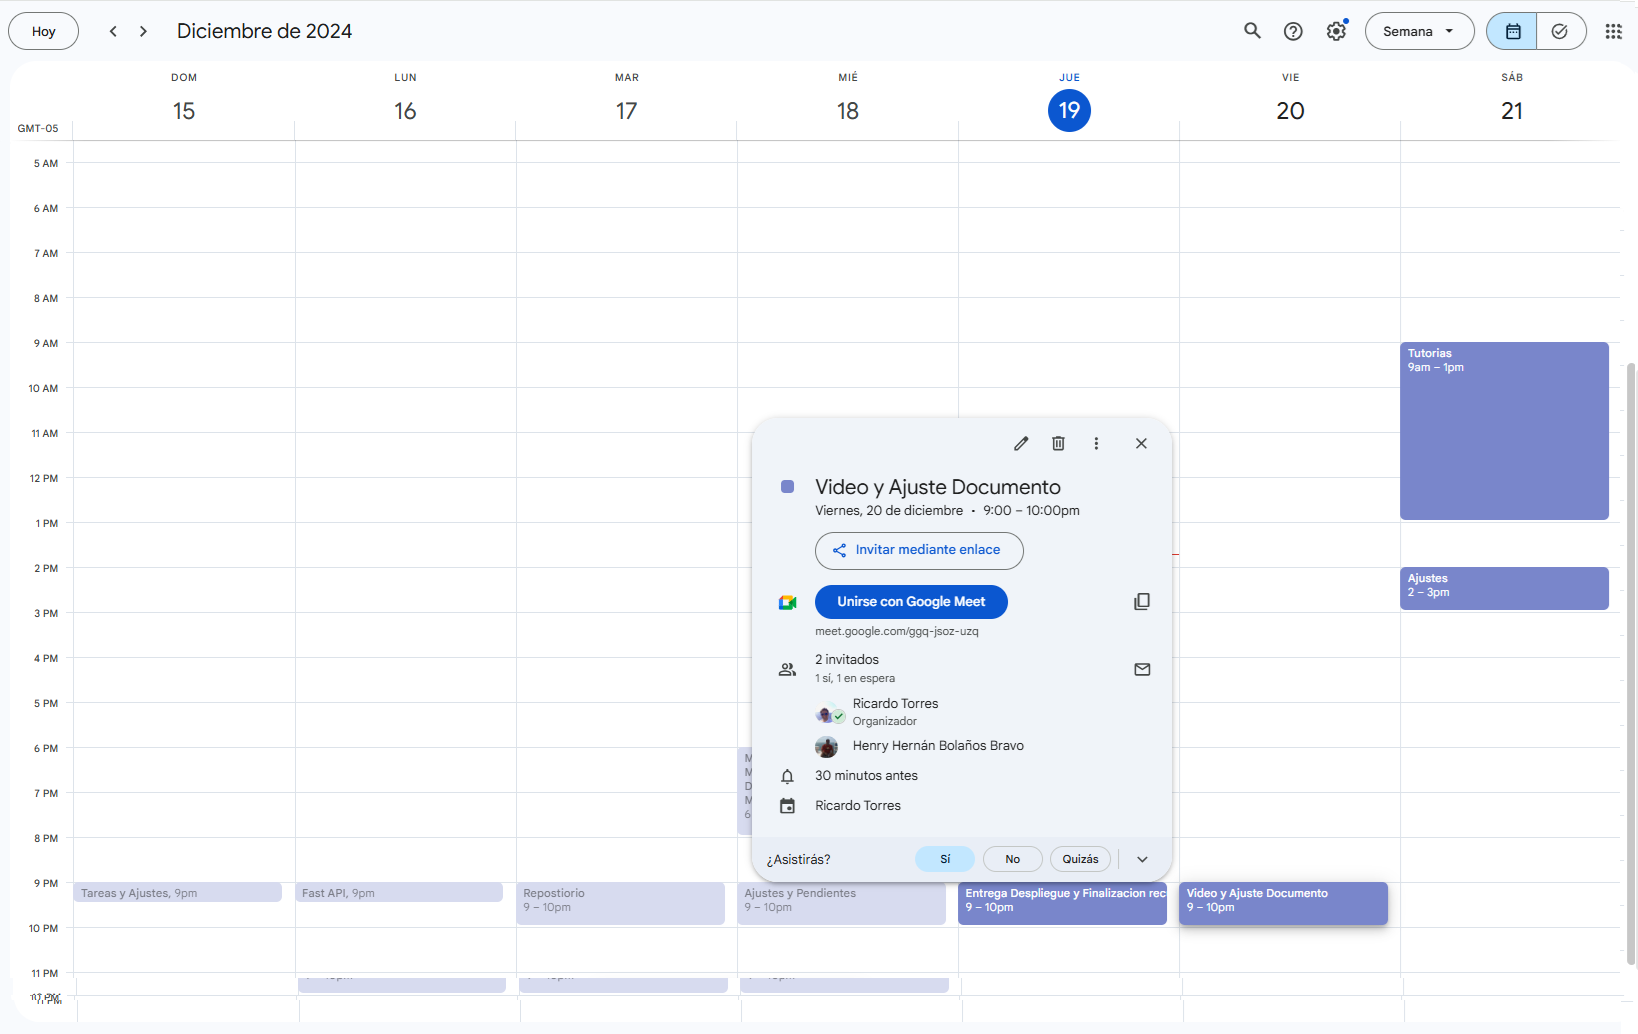 Hoy
Diciembre de 2024
Semana
DOM
LUN
MAR
MIÉ
JUE
VIE
SÁB
15
16
17
18
19
20
21
GMT-05
5 AM
6 AM
7 AM
8 AM
9 AM
10 AM
11 AM
12 PM
1 PM
2 PM
3 PM
4 PM
5 PM
6 PM
7 PM
8 PM
9 PM
10 PM
11 PM
Tutorias
9am – 1pm
Ajustes
2 – 3pm
Video y Ajuste Documento
Viernes, 20 de diciembre • 9:00 – 10:00pm
Invitar mediante enlace
Unirse con Google Meet
meet.google.com/ggq-jsoz-uzq
2 invitados
1 sí, 1 en espera
Ricardo Torres
Organizador
Henry Hernán Bolaños Bravo
30 minutos antes
Ricardo Torres
¿Asistirás?
Sí
No
Quizás
M
M
D
M
6
Tareas y Ajustes, 9pm
Fast API, 9pm
Repostiorio
9 – 10pm
Ajustes y Pendientes
9 – 10pm
Entrega Despliegue y Finalizacion rec
9 – 10pm
Video y Ajuste Documento
9 – 10pm